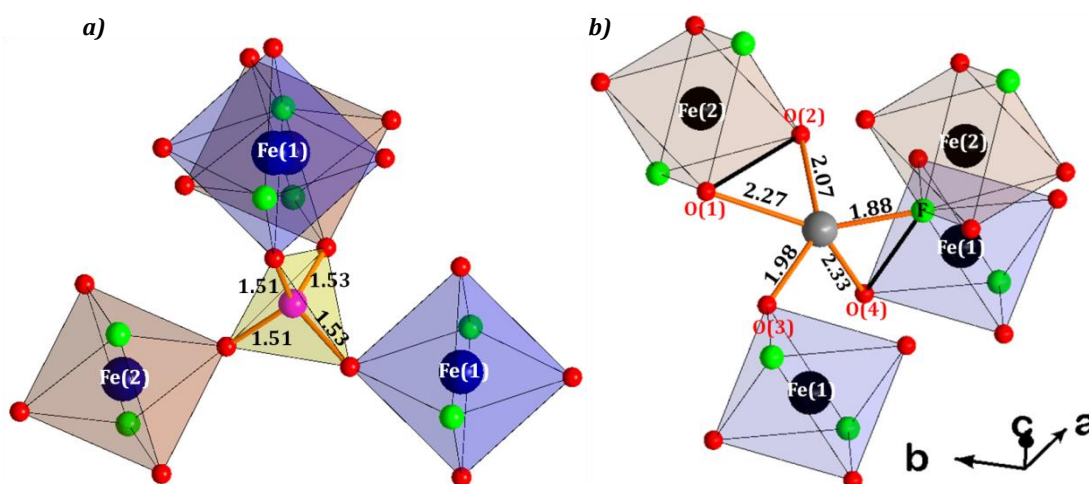 a)
Fe(1)
1.51
1.53
1.51
1.53
Fe(2)
Fe(1)
b)
Fe(2)
O(2)
Fe(2)
O(1)
2.27
2.07
1.88
F
Fe(1)
1.98
2.33
O(4)
O(3)
Fe(1)
c
a
b